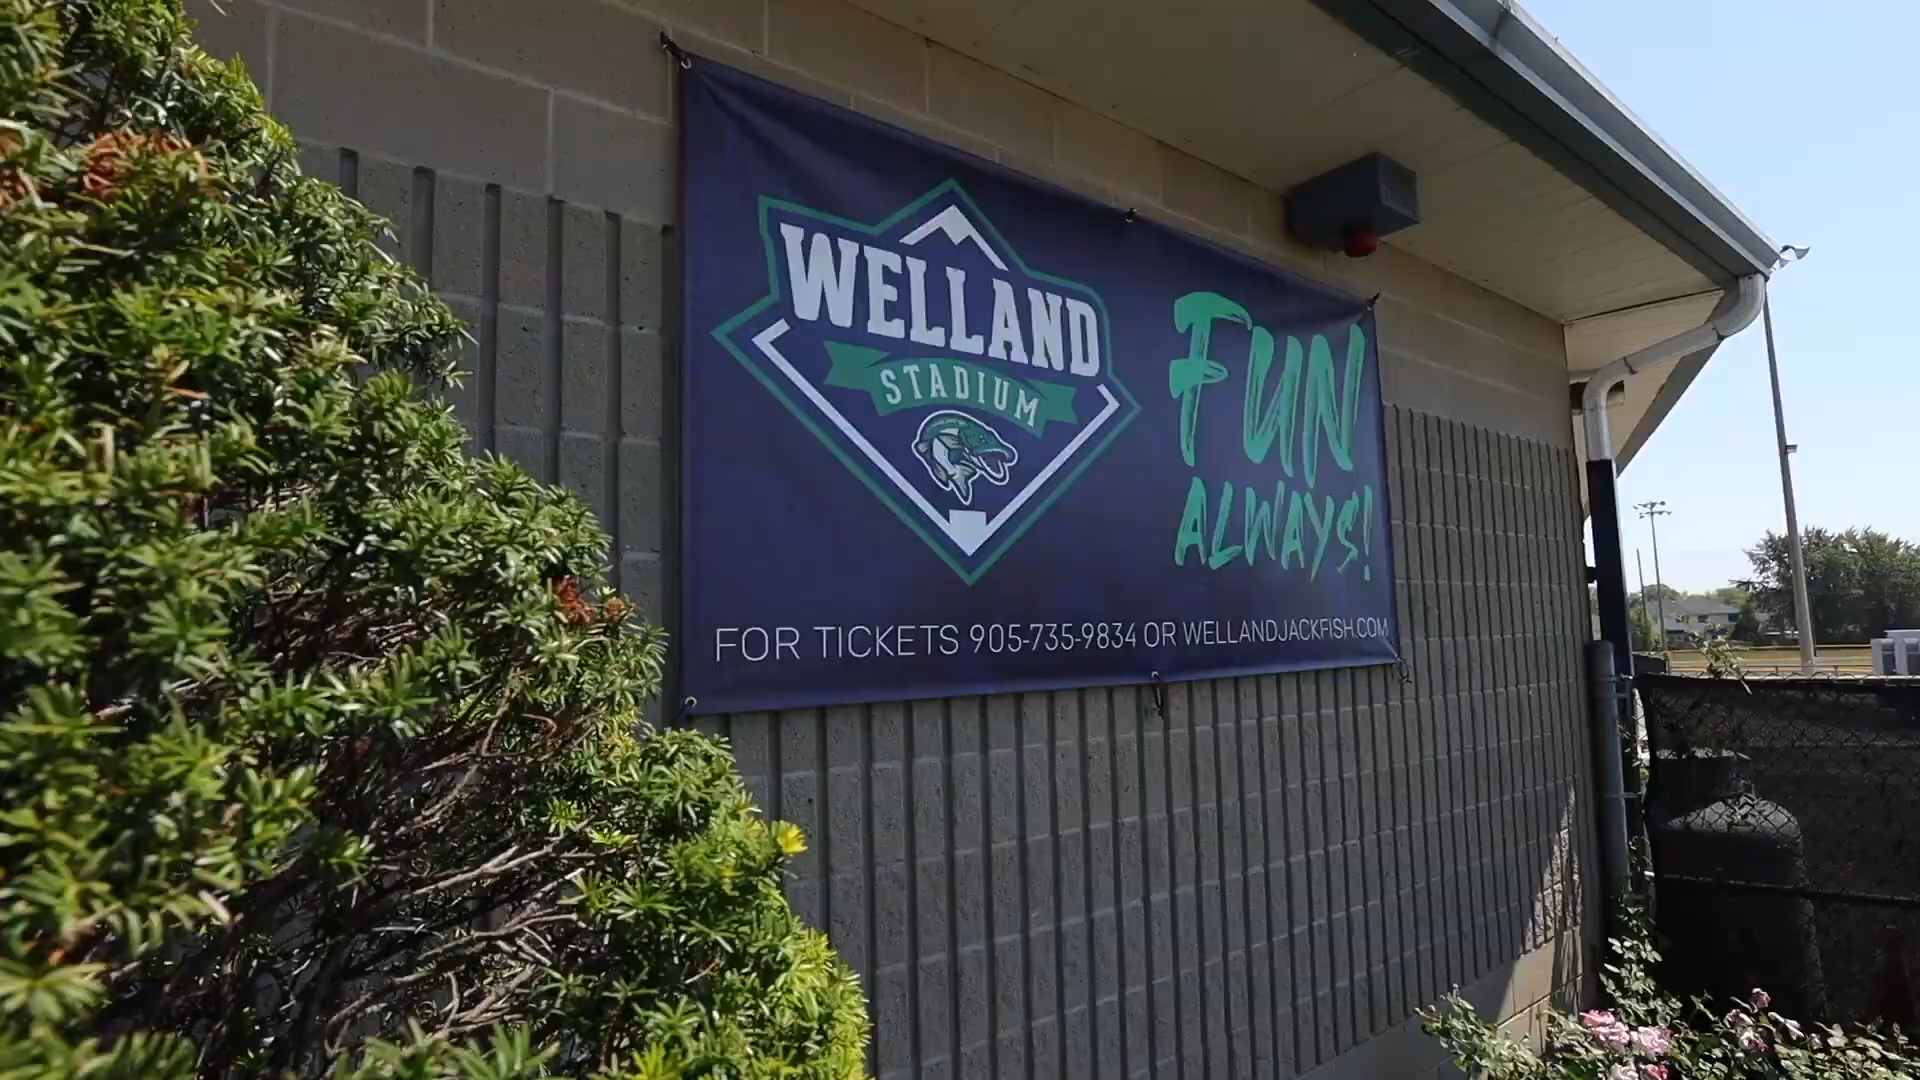 WELLAND
STADIUM
FUN
ALWAYS!
FOR TICKETS 905-735-9834 OR WELLANDJACKFISH.COM